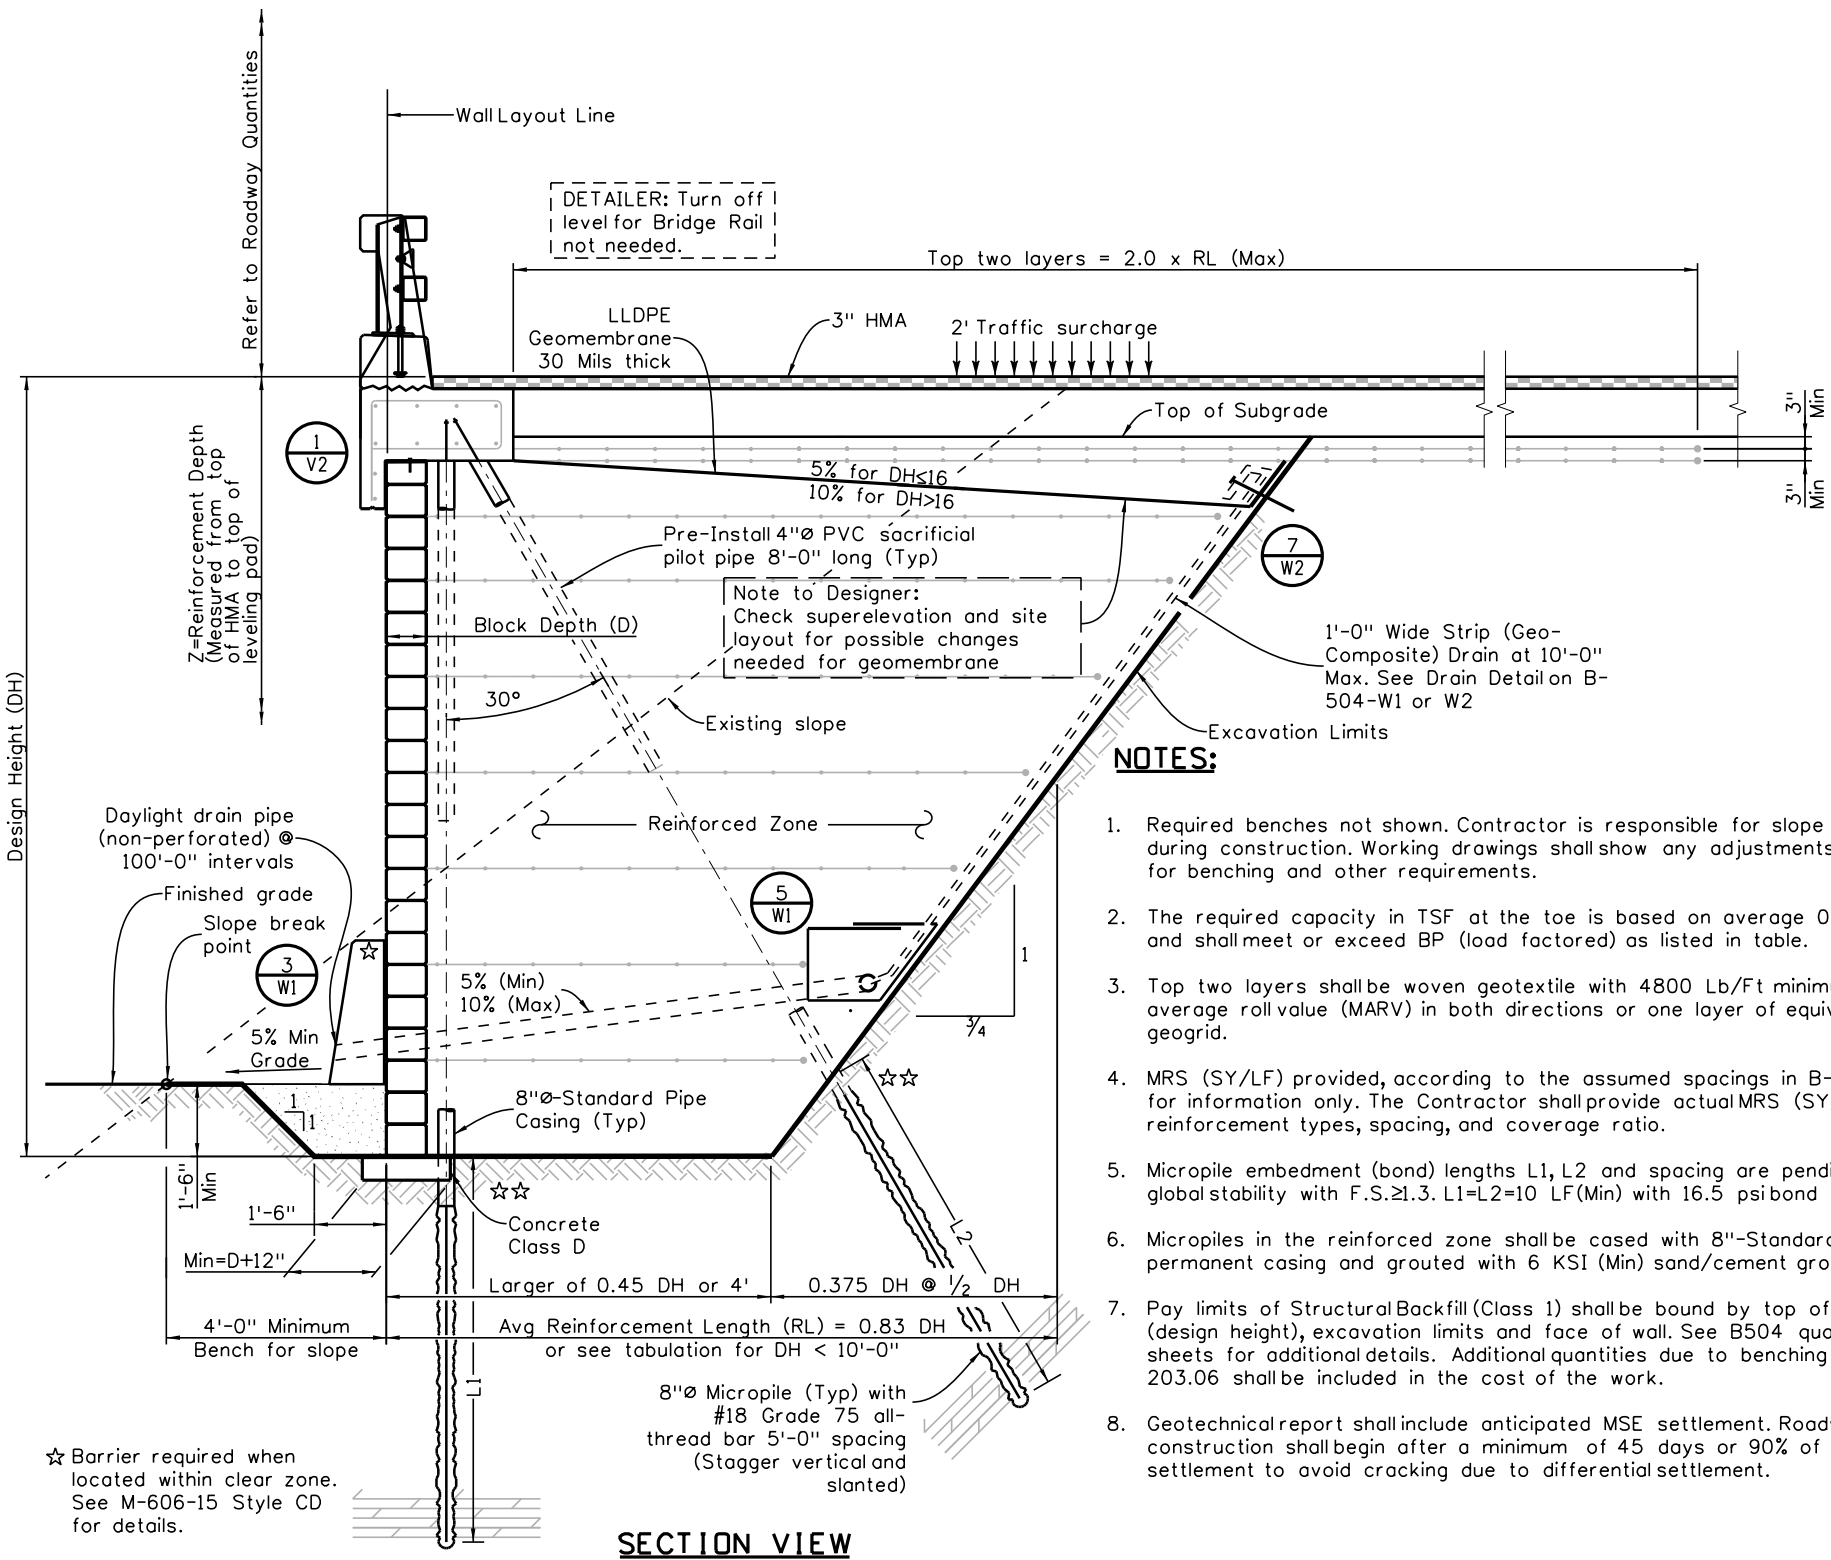 Refer to Roadway Quantities
Wall Layout Line
DETAILER: Turn off
level for Bridge Rail
not needed.
Top two layers = 2.0 x RL (Max)
LLDPE
Geomembrane
30 Mils thick
3" HMA
2' Traffic surcharge
Top of Subgrade
3"
Min
3"
Min
1
V2
Z=Reinforcement Depth
(Measured from top
of HMA to top of
leveling pad)
5% for DH≤16
10% for DH>16
Pre-Install 4"Ø PVC sacrificial
pilot pipe 8'-0" long (Typ)
7
W2
Note to Designer:
Check superelevation and site
layout for possible changes
needed for geomembrane
Block Depth (D)
1'-0" Wide Strip (Geo-
Composite) Drain at 10'-0"
Max. See Drain Detail on B-
504-W1 or W2
30°
Existing slope
Excavation Limits
Design Height (DH)
Daylight drain pipe
(non-perforated) @
100'-0" intervals
Reinforced Zone
Finished grade
Slope break
point
5
W1
3
W1
☆
1
3/4
5% (Min)
10% (Max)
5% Min
Grade
☆☆
1
1
8"Ø-Standard Pipe
Casing (Typ)
1'-6"
Min
☆☆
1'-6"
Concrete
Class D
L2
Min=D+12"
Larger of 0.45 DH or 4'
0.375 DH @ 1/2 DH
4'-0" Minimum
Bench for slope
Avg Reinforcement Length (RL) = 0.83 DH
or see tabulation for DH < 10'-0"
L1
8"Ø Micropile (Typ) with
#18 Grade 75 all-
thread bar 5'-0" spacing
(Stagger vertical and
slanted)
☆ Barrier required when
located within clear zone.
See M-606-15 Style CD
for details.
SECTION VIEW
NOTES:
1. Required benches not shown. Contractor is responsible for slope
during construction. Working drawings shall show any adjustments
for benching and other requirements.
2. The required capacity in TSF at the toe is based on average 0
and shall meet or exceed BP (load factored) as listed in table.
3. Top two layers shall be woven geotextile with 4800 Lb/Ft minim
average roll value (MARV) in both directions or one layer of equiv
geogrid.
4. MRS (SY/LF) provided, according to the assumed spacings in B-
for information only. The Contractor shall provide actual MRS (SY
reinforcement types, spacing, and coverage ratio.
5. Micropile embedment (bond) lengths L1, L2 and spacing are pendi
global stability with F.S.≥1.3. L1=L2=10 LF(Min) with 16.5 psi bond
6. Micropiles in the reinforced zone shall be cased with 8"-Standard
permanent casing and grouted with 6 KSI (Min) sand/cement gro
7. Pay limits of Structural Backfill (Class 1) shall be bound by top of
(design height), excavation limits and face of wall. See B504 qua
sheets for additional details. Additional quantities due to benching
203.06 shall be included in the cost of the work.
8. Geotechnical report shall include anticipated MSE settlement. Road
construction shall begin after a minimum of 45 days or 90% of
settlement to avoid cracking due to differential settlement.